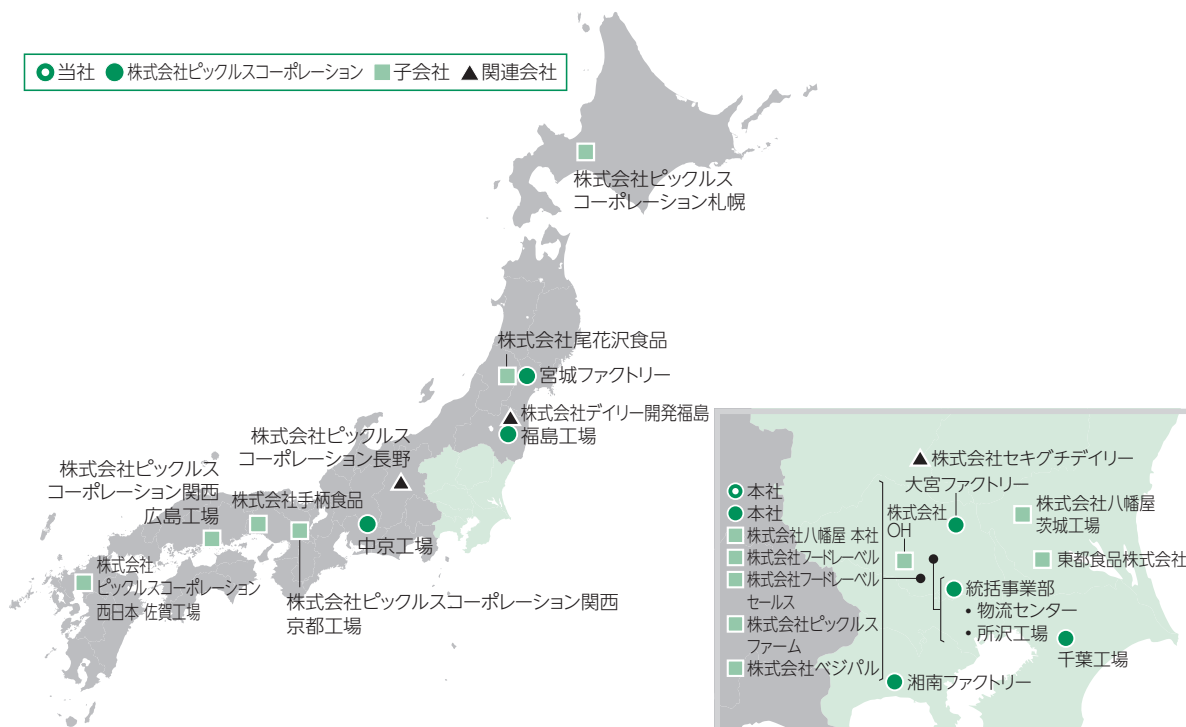 当社 株式会社ピックルスコーポレーション 子会社 関連会社
株式会社ピックルス
コーポレーション札幌
株式会社尾花沢食品
宮城ファクトリー
株式会社デイリー開発福島
福島工場
株式会社ピックルス
コーポレーション長野
株式会社ピックルス
コーポレーション関西
広島工場
株式会社手柄食品
中京工場
株式会社
ピックルスコーポレーション
西日本 佐賀工場
株式会社ピックルスコーポレーション関西
京都工場
株式会社セキグチデイリー
大宮ファクトリー
本社
本社
株式会社八幡屋 本社
株式会社フードレーベル
株式会社フードレーベル
セールス
株式会社ピックルス
ファーム
株式会社ベジパル
株式会社
OH
株式会社八幡屋
茨城工場
東都食品株式会社
統括事業部
• 物流センター
• 所沢工場
千葉工場
湘南ファクトリー